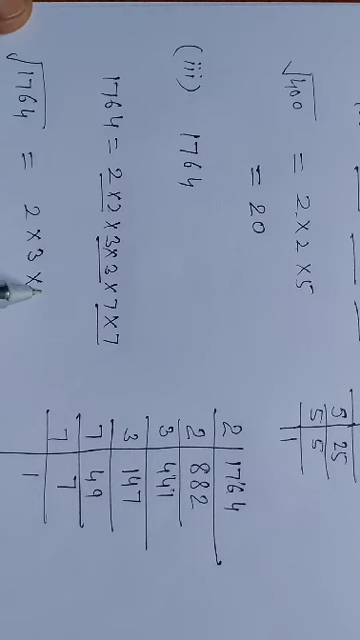 √400 = 2 × 2 × 5
= 20
5 | 25
5 | 5
1
(iii) 1764
2 | 1764
2 | 882
3 | 441
3 | 147
7 | 49
7 | 7
1
1764 = 2 × 2 × 3 × 3 × 7 × 7
√1764 = 2 × 3 ×